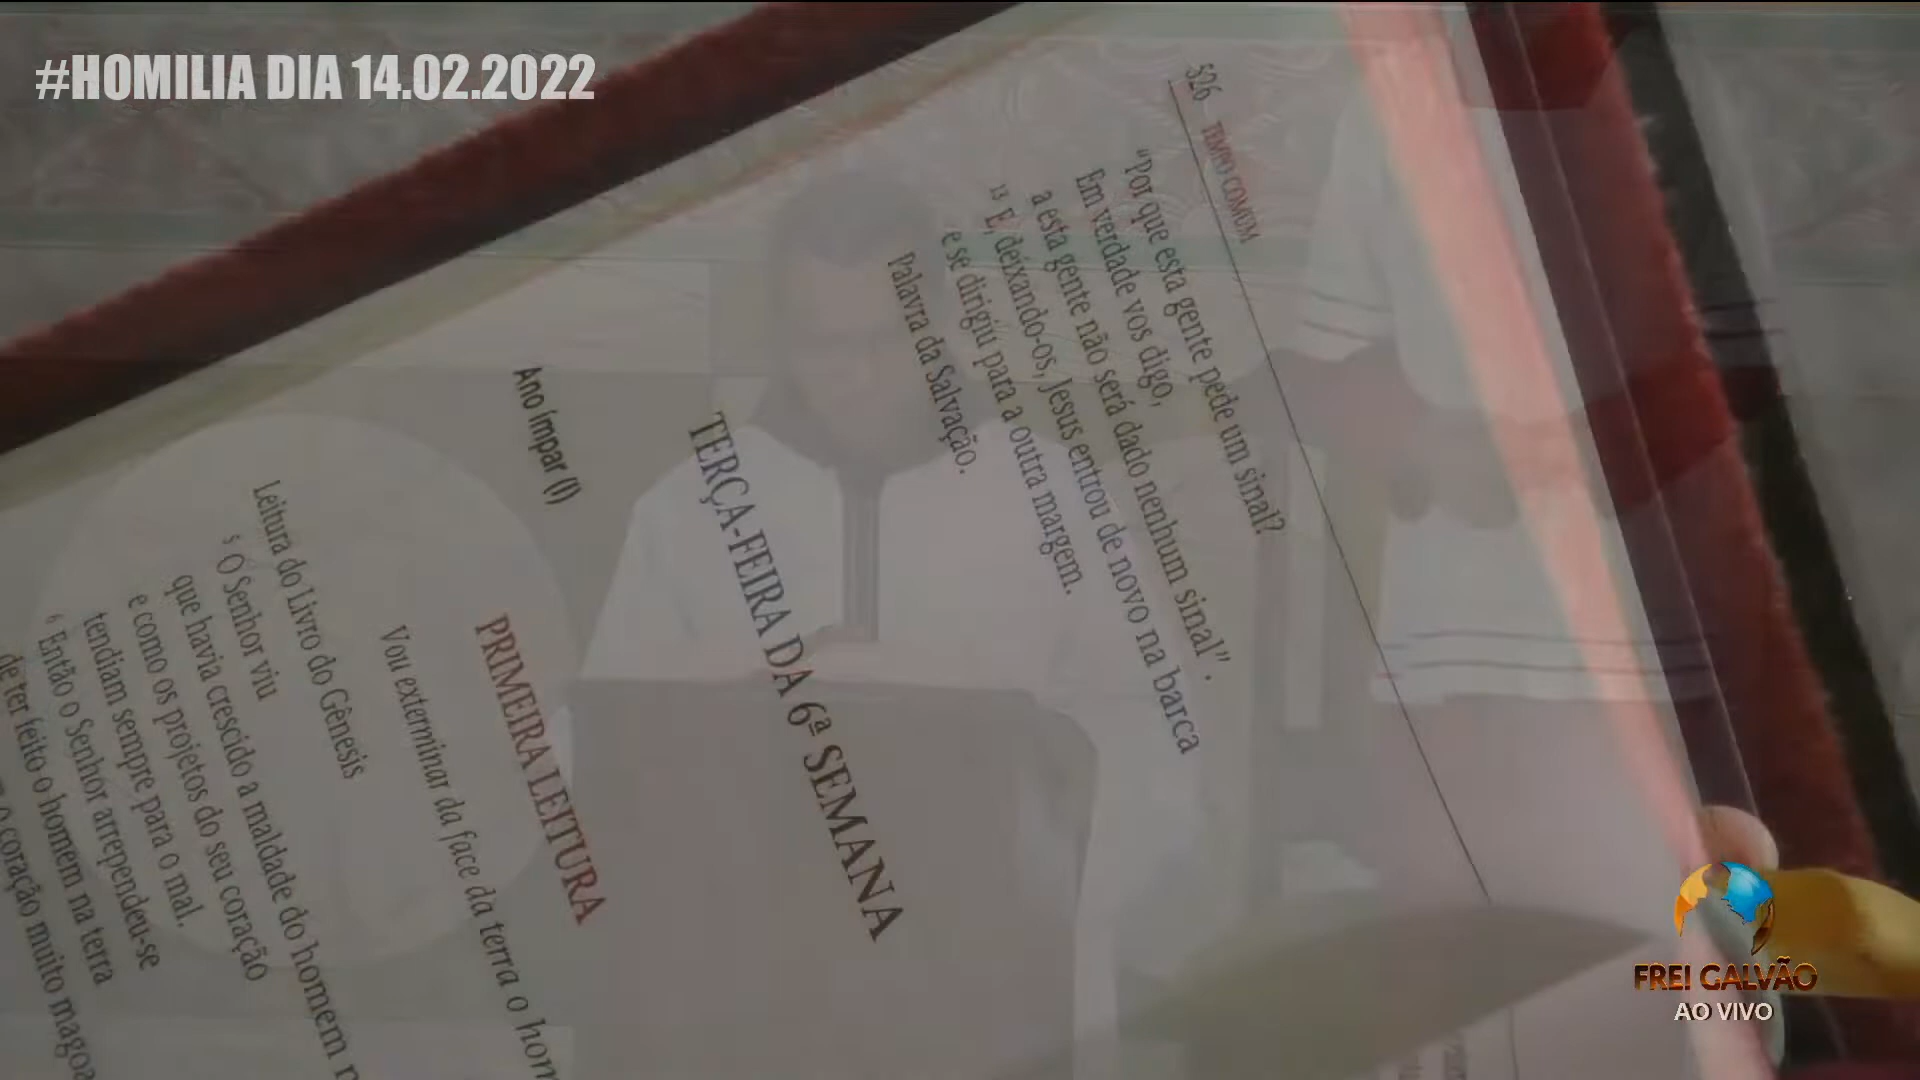 #HOMILIA DIA 14.02.2022
526 TEMPO COMUM
“Por que esta gente pede um sinal?
Em verdade vos digo,
a esta gente não será dado nenhum sinal”.
13 E, deixando-os, Jesus entrou de novo na barca
e se dirigiu para a outra margem.
Palavra da Salvação.
TERÇA-FEIRA DA 6ª SEMANA
Ano ímpar (I)
PRIMEIRA LEITURA
Vou exterminar da face da terra o
Leitura do Livro do Gênesis
5 O Senhor viu
que havia crescido a maldade do homem
e como os projetos do seu coração
tendiam sempre para o mal.
6 Então o Senhor arrependeu-se
de ter feito o homem na terra
o coração muito
FREI GALVÃO
AO VIVO